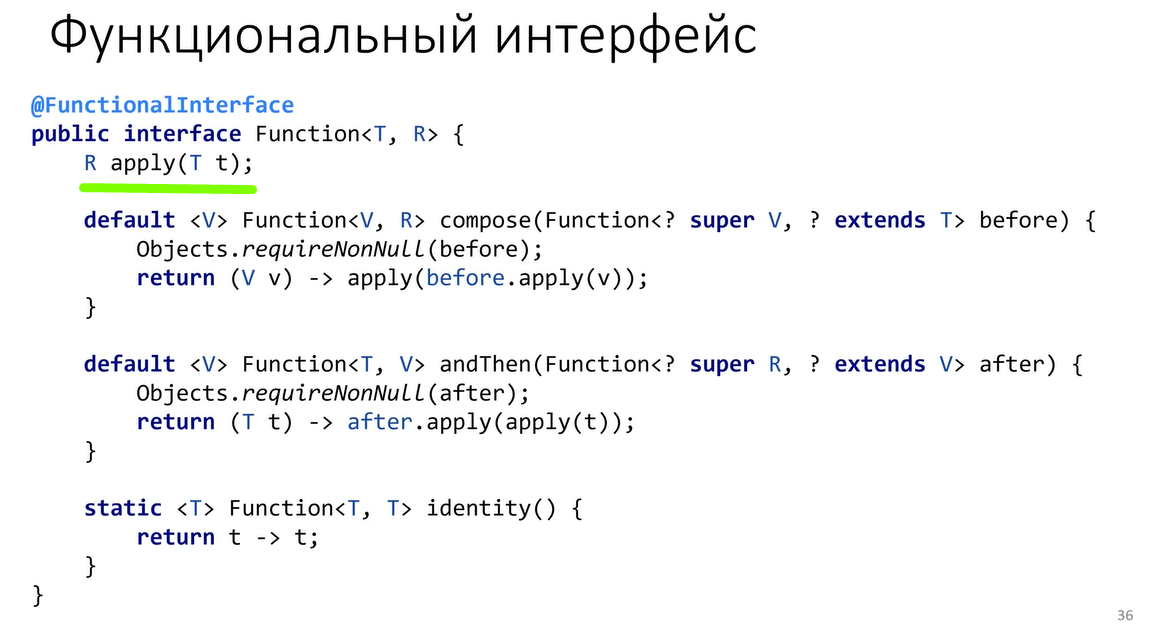 Функциональный интерфейс
@FunctionalInterface
public interface Function<T, R> {
    R apply(T t);
    default <V> Function<V, R> compose(Function<? super V, ? extends T> before) {
        Objects.requireNonNull(before);
        return (V v) -> apply(before.apply(v));
    }
    default <V> Function<T, V> andThen(Function<? super R, ? extends V> after) {
        Objects.requireNonNull(after);
        return (T t) -> after.apply(apply(t));
    }
    static <T> Function<T, T> identity() {
        return t -> t;
    }
}
36